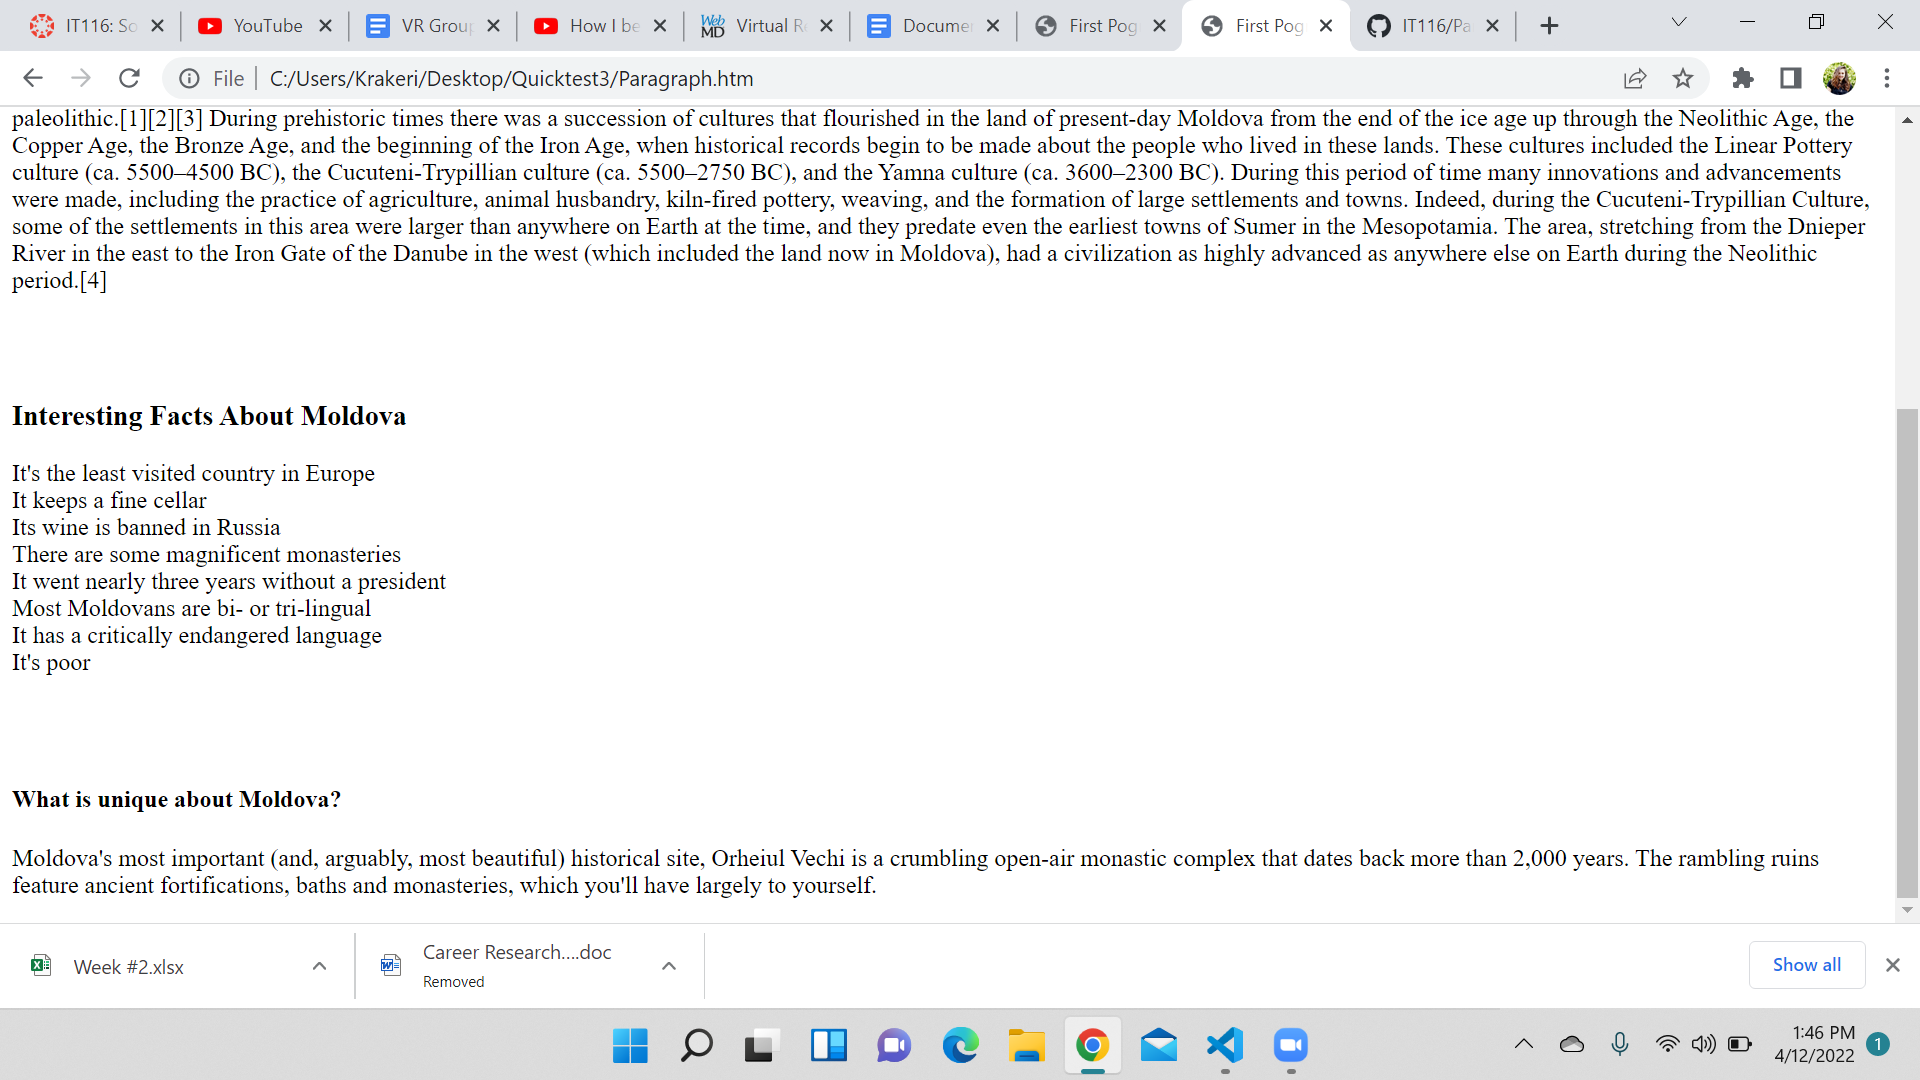 IT116: So
YouTube
VR Group
How I be
Virtual Re
Documen
First Pog
First Pog
IT116/Pa
File
C:/Users/Krakeri/Desktop/Quicktest3/Paragraph.htm
paleolithic.[1][2][3] During prehistoric times there was a succession of cultures that flourished in the land of present-day Moldova from the end of the ice age up through the Neolithic Age, the
Copper Age, the Bronze Age, and the beginning of the Iron Age, when historical records begin to be made about the people who lived in these lands. These cultures included the Linear Pottery
culture (ca. 5500–4500 BC), the Cucuteni-Trypillian culture (ca. 5500–2750 BC), and the Yamna culture (ca. 3600–2300 BC). During this period of time many innovations and advancements
were made, including the practice of agriculture, animal husbandry, kiln-fired pottery, weaving, and the formation of large settlements and towns. Indeed, during the Cucuteni-Trypillian Culture,
some of the settlements in this area were larger than anywhere on Earth at the time, and they predate even the earliest towns of Sumer in the Mesopotamia. The area, stretching from the Dnieper
River in the east to the Iron Gate of the Danube in the west (which included the land now in Moldova), had a civilization as highly advanced as anywhere else on Earth during the Neolithic
period.[4]
Interesting Facts About Moldova
It's the least visited country in Europe
It keeps a fine cellar
Its wine is banned in Russia
There are some magnificent monasteries
It went nearly three years without a president
Most Moldovans are bi- or tri-lingual
It has a critically endangered language
It's poor
What is unique about Moldova?
Moldova's most important (and, arguably, most beautiful) historical site, Orheiul Vechi is a crumbling open-air monastic complex that dates back more than 2,000 years. The rambling ruins
feature ancient fortifications, baths and monasteries, which you'll have largely to yourself.
Week #2.xlsx
Career Research....doc
Removed
Show all
1:46 PM
4/12/2022
1